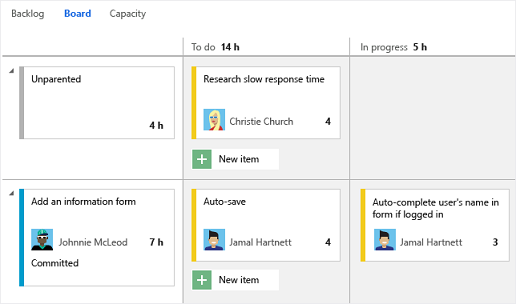 Backlog Board Capacity
To do 14 h In progress 5 h
Unparented
4 h
Research slow response time
Christie Church 4
New item
Add an information form
Johnnie McLeod 7 h
Committed
Auto-save
Jamal Hartnett 4
New item
Auto-complete user's name in
form if logged in
Jamal Hartnett 3